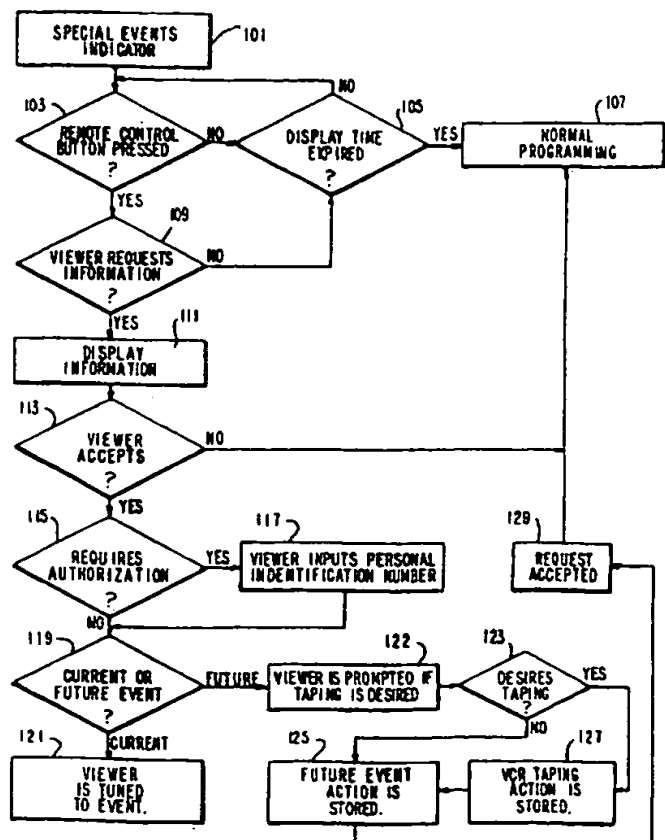 SPECIAL EVENTS
INDICATOR
101
NO
103
REMOTE CONTROL
BUTTON PRESSED
?
NO
105
DISPLAY TIME
EXPIRED
?
YES
107
NORMAL
PROGRAMMING
YES
109
VIEWER REQUESTS
INFORMATION
?
NO
YES
111
DISPLAY
INFORMATION
113
VIEWER
ACCEPTS
?
NO
YES
115
REQUIRES
AUTHORIZATION
?
YES
117
VIEWER INPUTS PERSONAL
INDENTIFICATION NUMBER
129
REQUEST
ACCEPTED
NO
119
CURRENT OR
FUTURE EVENT
?
FUTURE
122
VIEWER IS PROMPTED IF
TAPING IS DESIRED
123
DESIRES
TAPING
?
YES
NO
CURRENT
121
VIEWER
IS TUNED
TO EVENT.
125
FUTURE EVENT
ACTION IS
STORED.
127
VCR TAPING
ACTION IS
STORED.